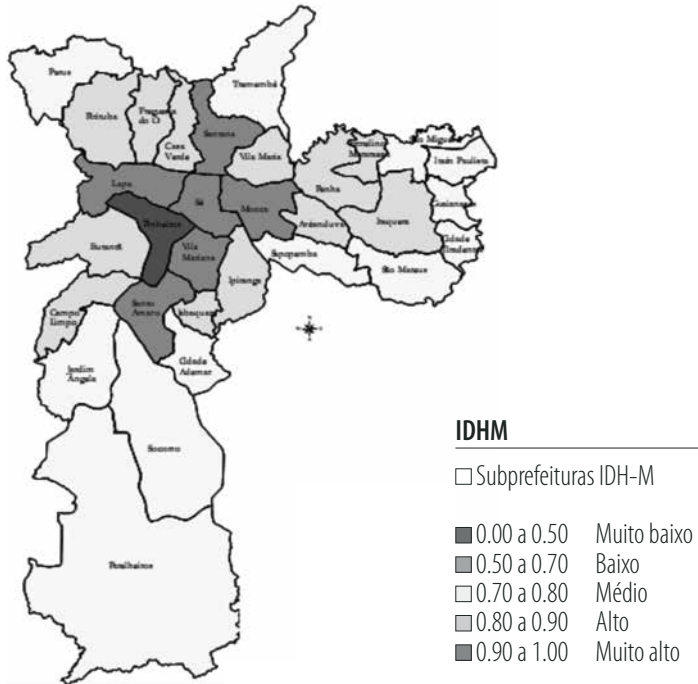 Perus
Tremembé
Pirituba
Freguesia
do Ó
Casa
Verde
Santana
Vila Maria
Ermelino
Matarazzo
São Miguel
Itaim Paulista
Lapa
Sé
Mooca
Penha
Itaquera
Guaianases
Aricanduva
Cidade
Tiradentes
Pinheiros
Butantã
Vila
Mariana
Ipiranga
Sapopemba
São Mateus
Campo
Limpo
Santo
Amaro
Jabaquara
Jardim
Ângela
Cidade
Ademar
Socorro
Parelheiros
IDHM
Subprefeituras IDH-M
0.00 a 0.50 Muito baixo
0.50 a 0.70 Baixo
0.70 a 0.80 Médio
0.80 a 0.90 Alto
0.90 a 1.00 Muito alto